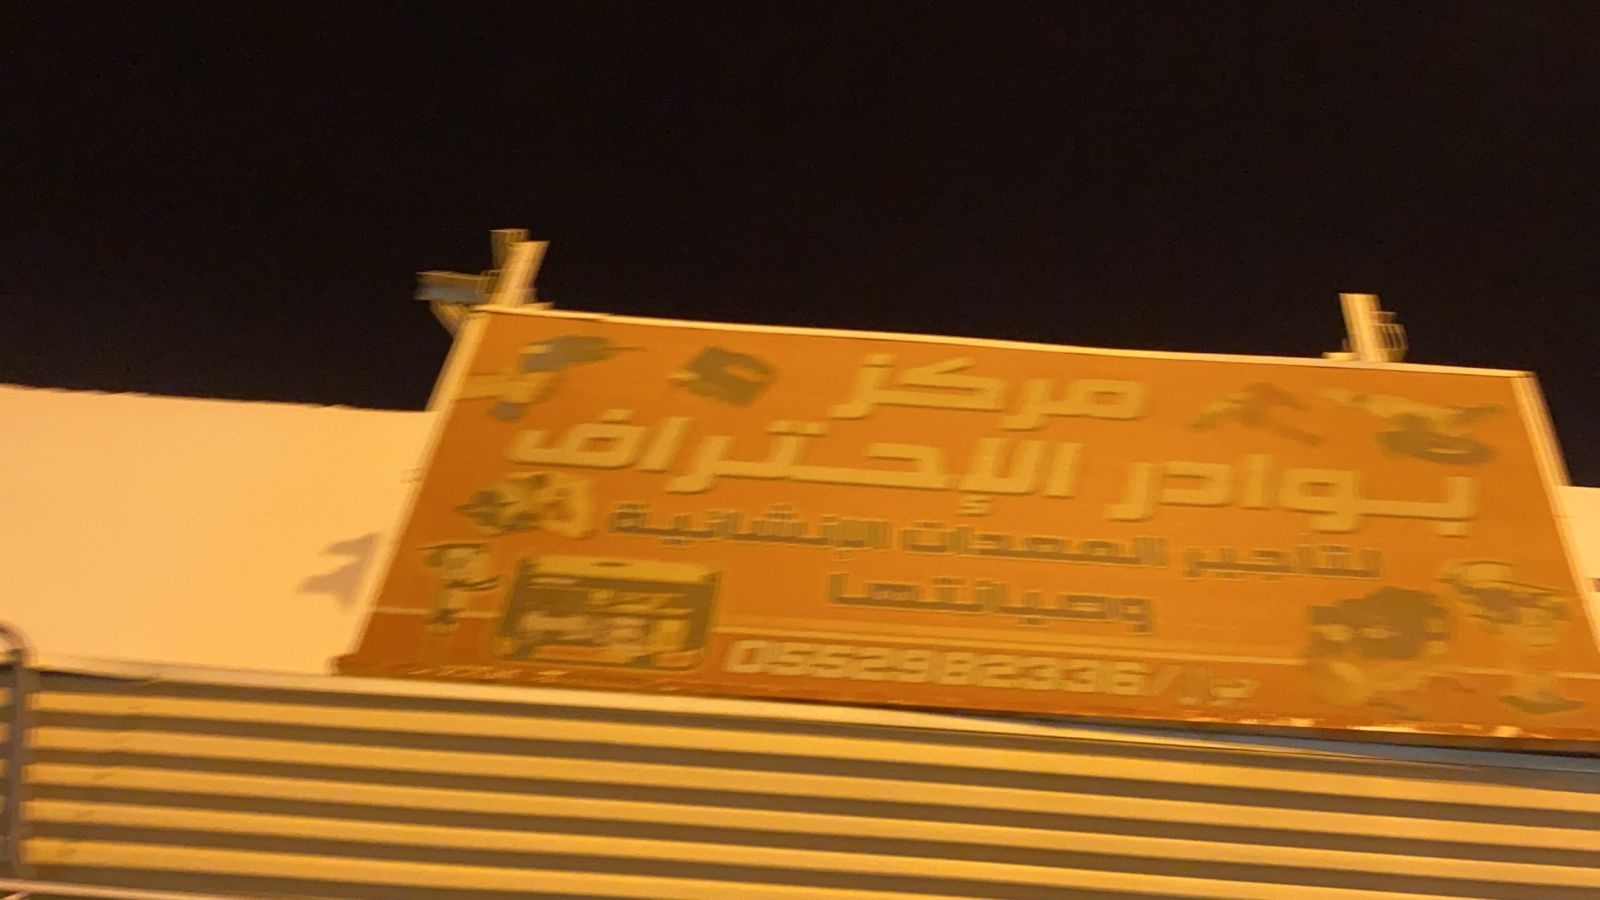 مركز
بوادر الإحتراف
لتأجير المعدات الإنشائية
وصيانتها
ج/ 0552982336